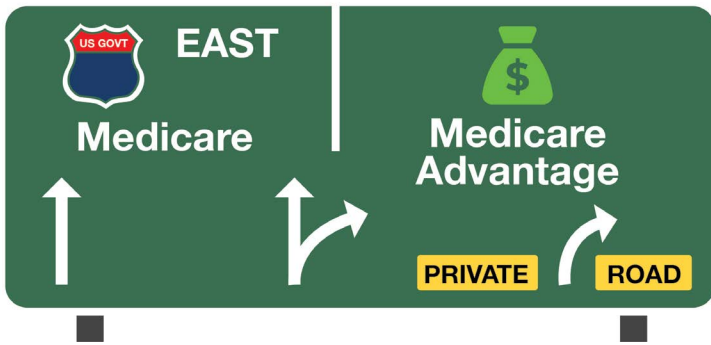 US GOVT
EAST
Medicare
$
Medicare
Advantage
PRIVATE
ROAD